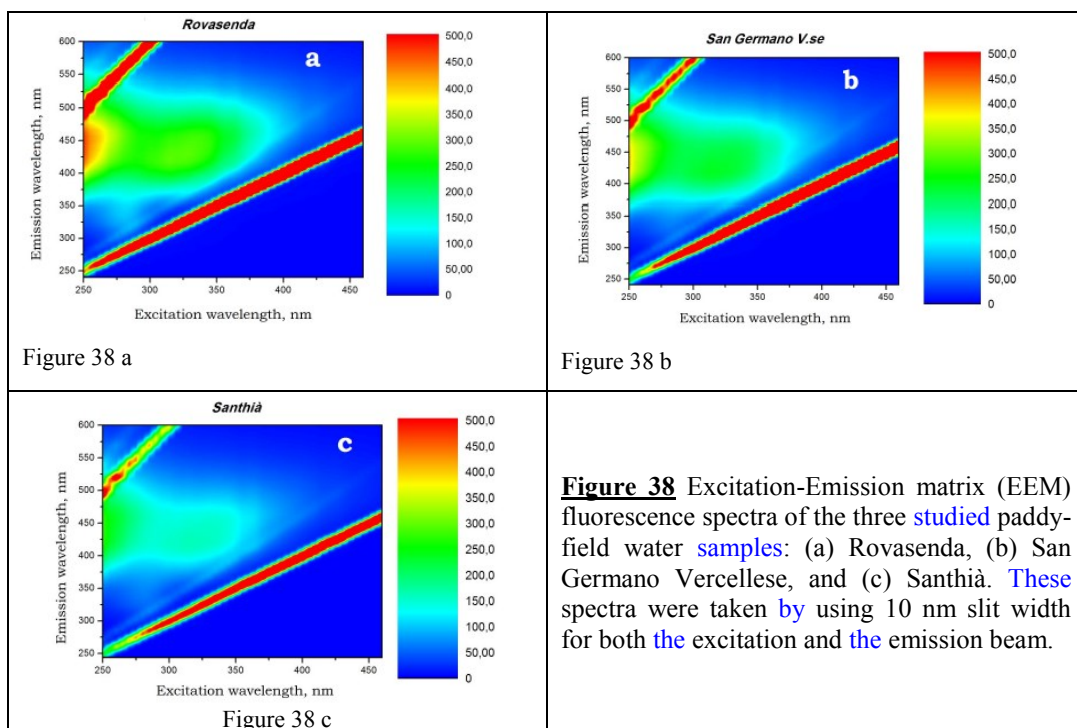 Rovasenda
a
600
550
500
450
400
350
300
250
Emission wavelength, nm
250 300 350 400 450
Excitation wavelength, nm
500,0
450,0
400,0
350,0
300,0
250,0
200,0
150,0
100,0
50,00
0
Figure 38 a
San Germano V.se
b
600
550
500
450
400
350
300
250
Emission wavelength, nm
250 300 350 400 450
Excitation wavelength, nm
500,0
450,0
400,0
350,0
300,0
250,0
200,0
150,0
100,0
50,00
0
Figure 38 b
Santhià
c
600
550
500
450
400
350
300
250
Emission wavelength, nm
250 300 350 400 450
Excitation wavelength, nm
500,0
450,0
400,0
350,0
300,0
250,0
200,0
150,0
100,0
50,00
0
Figure 38 c
Figure 38 Excitation-Emission matrix (EEM)
fluorescence spectra of the three studied paddy-
field water samples: (a) Rovasenda, (b) San
Germano Vercellese, and (c) Santhià. These
spectra were taken by using 10 nm slit width
for both the excitation and the emission beam.